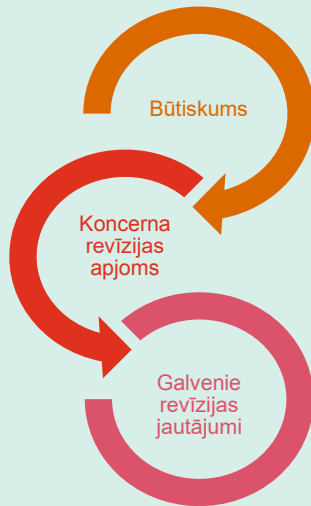 Būtiskums
Koncerna
revīzijas
apjoms
Galvenie
revīzijas
jautājumi